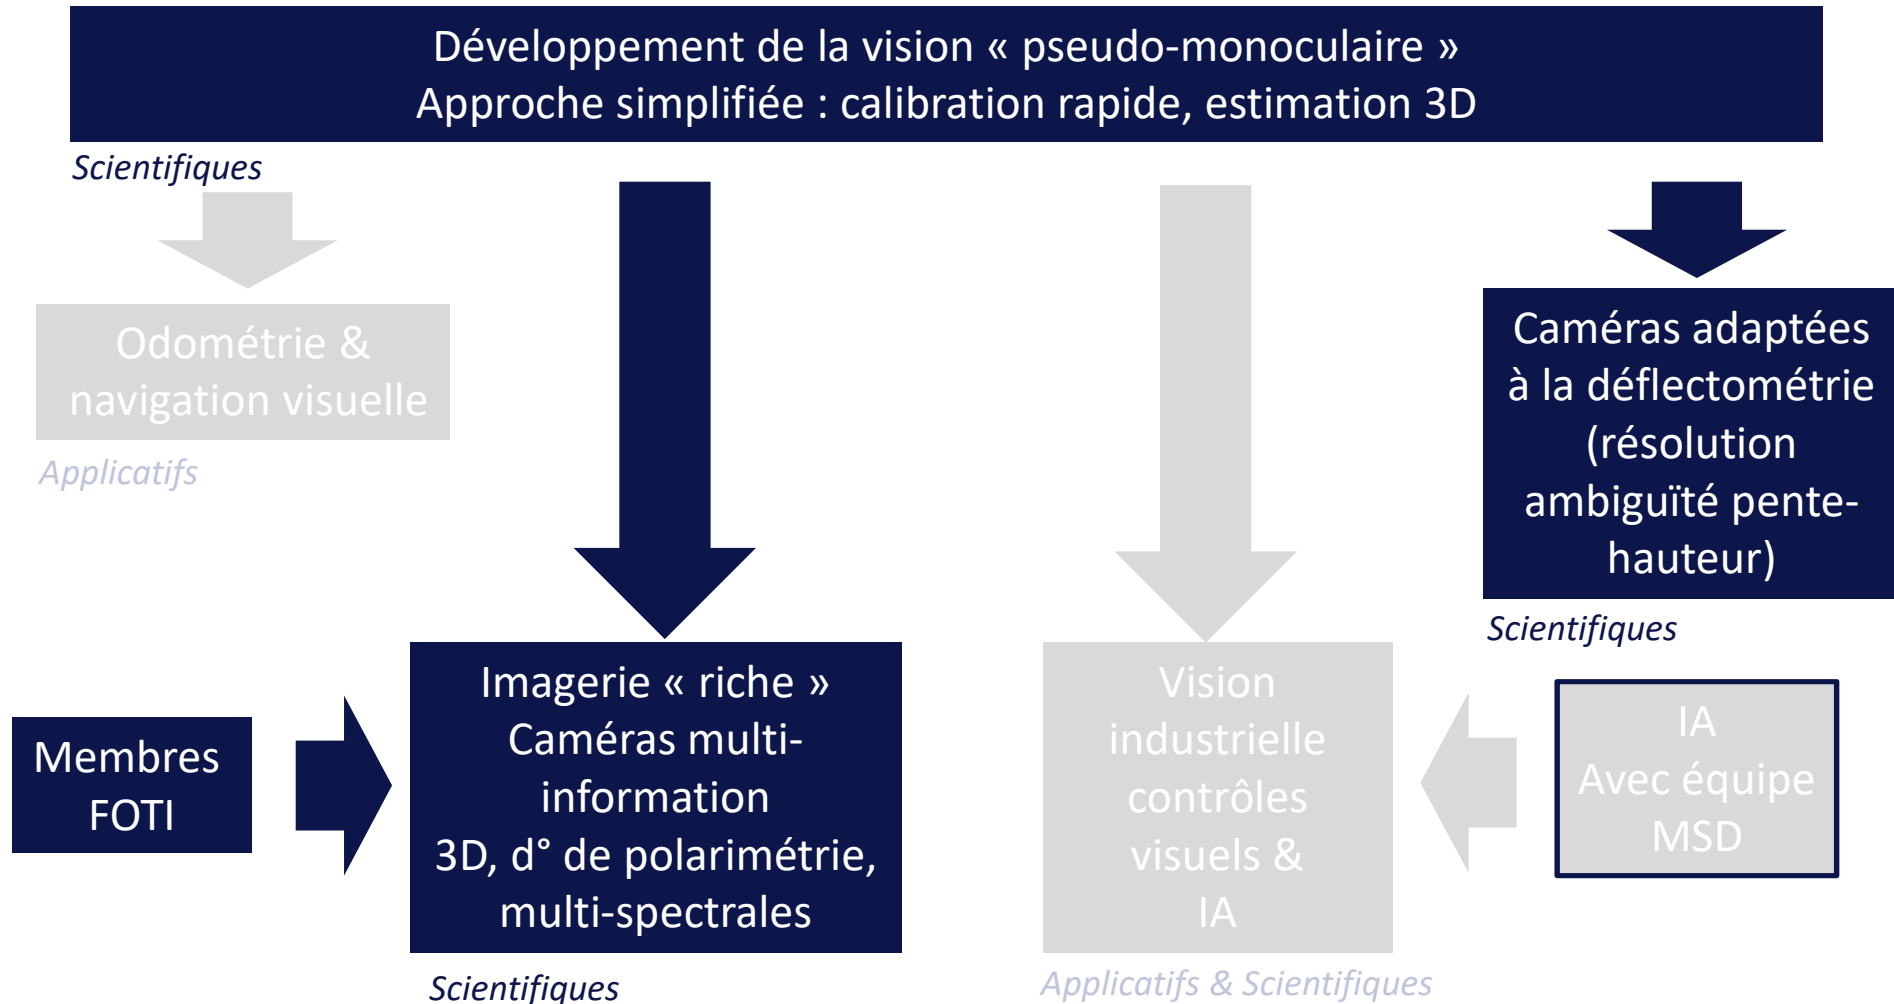 Développement de la vision « pseudo-monoculaire »
Approche simplifiée : calibration rapide, estimation 3D
Scientifiques
Odométrie &
navigation visuelle
Applicatifs
Caméras adaptées
à la déflectométrie
(résolution
ambiguïté pente-
hauteur)
Scientifiques
Membres
FOTI
Imagerie « riche »
Caméras multi-
information
3D, d° de polarimétrie,
multi-spectrales
Scientifiques
Vision
industrielle
contrôles
visuels &
IA
Applicatifs & Scientifiques
IA
Avec équipe
MSD